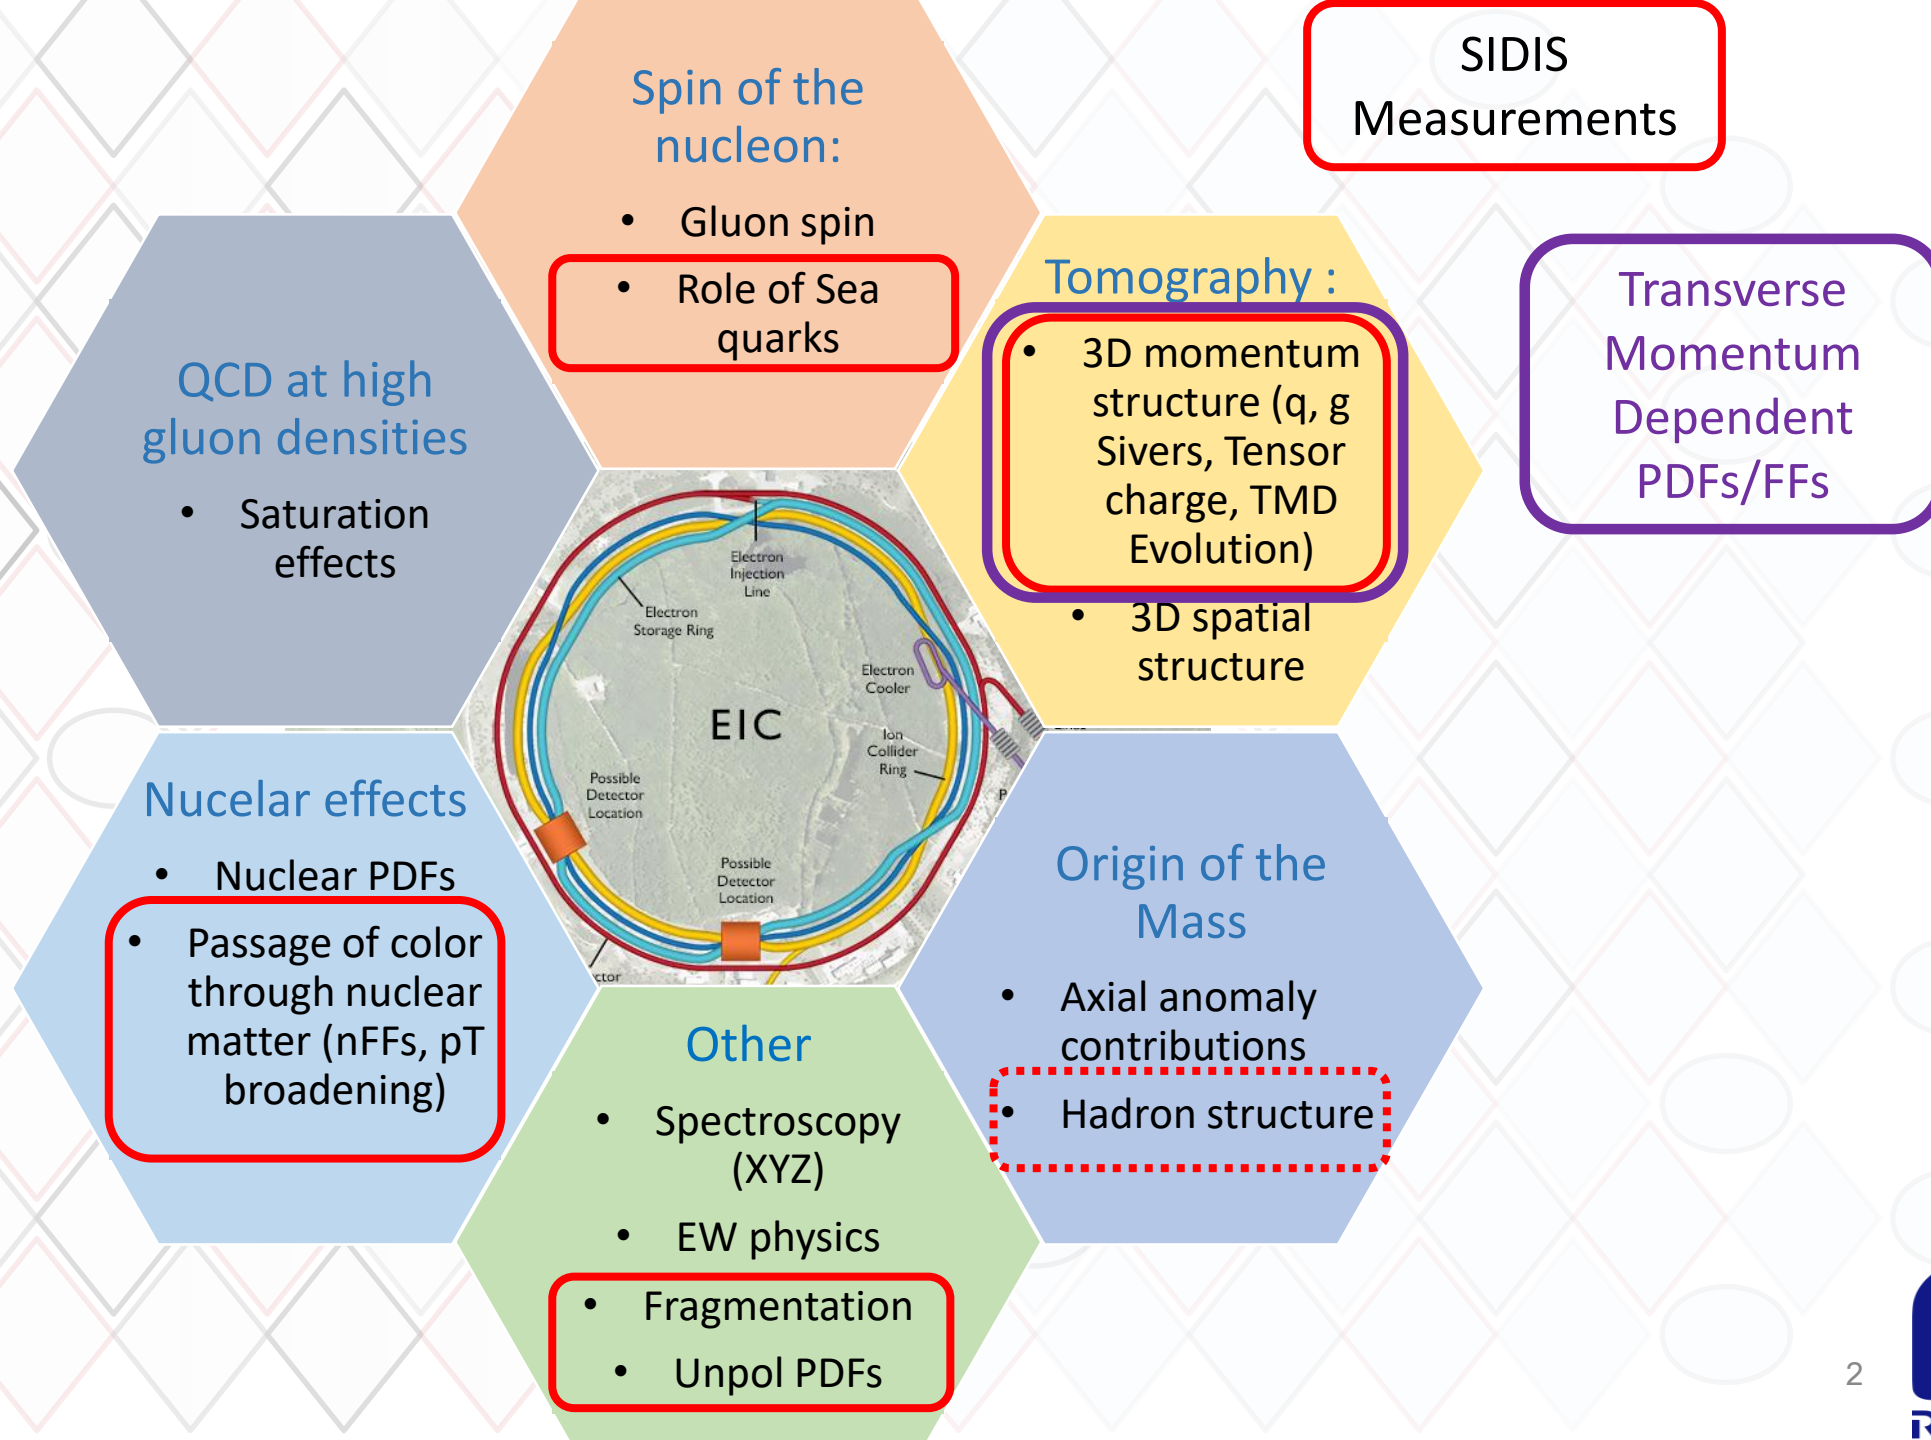 Spin of the
nucleon:
• Gluon spin
• Role of Sea
quarks
SIDIS
Measurements
Tomography :
• 3D momentum
structure (q, g
Sivers, Tensor
charge, TMD
Evolution)
• 3D spatial
structure
Transverse
Momentum
Dependent
PDFs/FFs
QCD at high
gluon densities
• Saturation
effects
Electron
Injection
Line
Electron
Storage Ring
Electron
Cooler
EIC
Ion
Collider
Ring
Possible
Detector
Location
Possible
Detector
Location
ctor
P
Nucelar effects
• Nuclear PDFs
• Passage of color
through nuclear
matter (nFFs, pT
broadening)
Origin of the
Mass
• Axial anomaly
contributions
• Hadron structure
Other
• Spectroscopy
(XYZ)
• EW physics
• Fragmentation
• Unpol PDFs
2